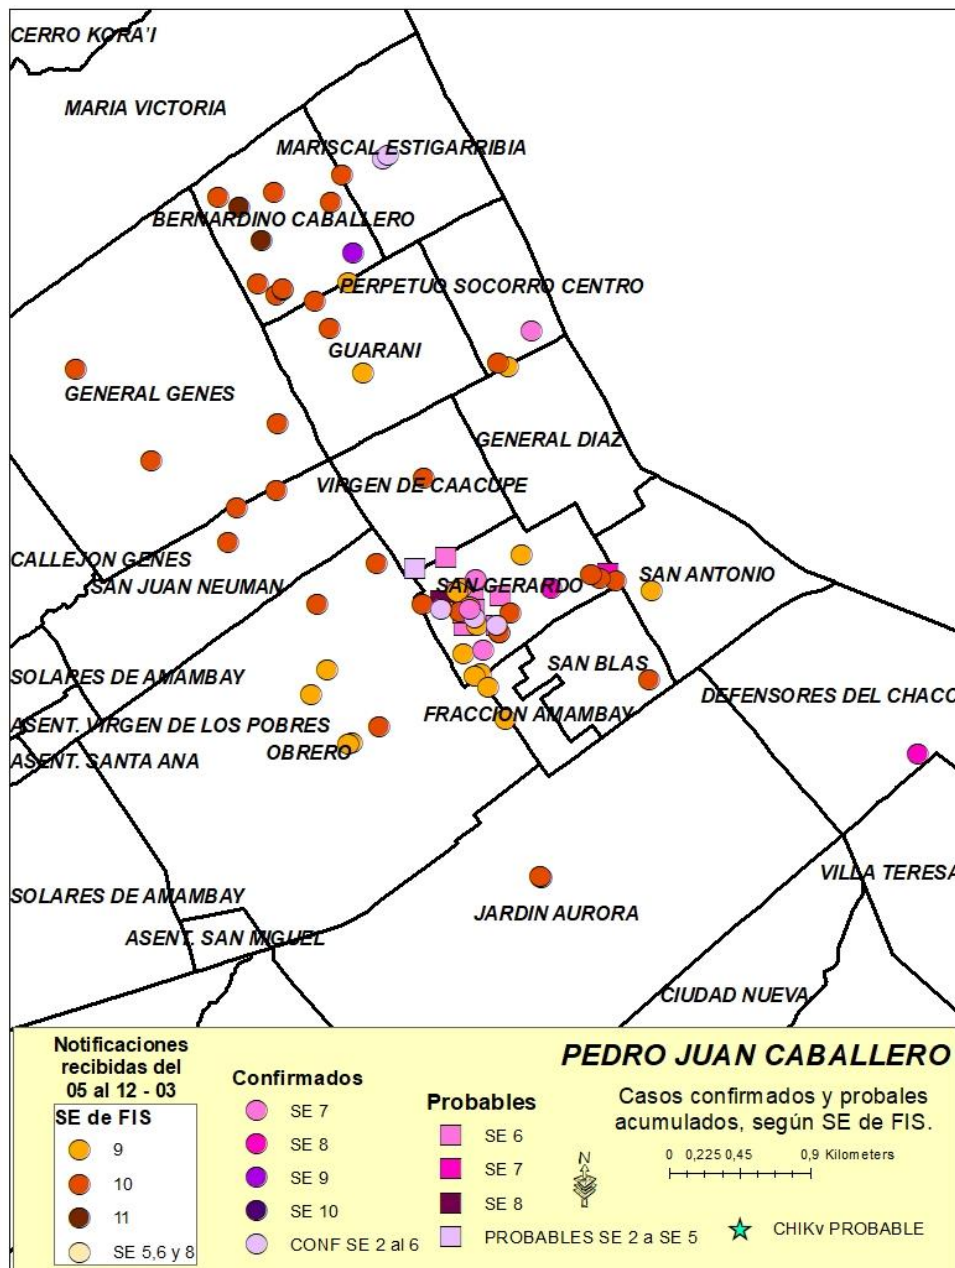 CERRO KORA'I
MARIA VICTORIA
MARISCAL ESTIGARRIBIA
BERNARDINO CABALLERO
PERPETUO SOCORRO CENTRO
GUARANI
GENERAL GENES
GENERAL DIAZ
VIRGEN DE CAACUPE
CALLEJON GENES
SAN JUAN NEUMAN
SAN GERARDO
SAN ANTONIO
SOLARES DE AMAMBAY
SAN BLAS
DEFENSORES DEL CHACO
ASENT. VIRGEN DE LOS POBRES
FRACCION AMAMBAY
OBRERO
ASENT. SANTA ANA
VILLA TERESA
SOLARES DE AMAMBAY
JARDIN AURORA
ASENT. SAN MIGUEL
CIUDAD NUEVA
Notificaciones
recibidas del
05 al 12 - 03
SE de FIS
9
10
11
SE 5,6 y 8
Confirmados
SE 7
SE 8
SE 9
SE 10
CONF SE 2 al 6
Probables
SE 6
SE 7
SE 8
PROBABLES SE 2 a SE 5
PEDRO JUAN CABALLERO
Casos confirmados y probales
acumulados, según SE de FIS.
N
0 0,225 0,45 0,9 Kilometers
CHIKv PROBABLE